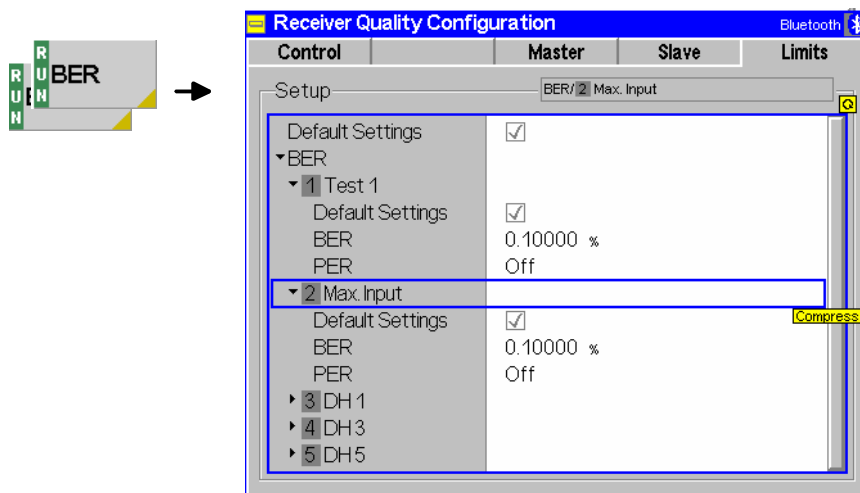 RUN
RUN BER
Receiver Quality Configuration Bluetooth
Control Master Slave Limits
Setup BER/2 Max. Input
Default Settings
BER
1 Test 1
Default Settings
BER 0.10000 %
PER Off
2 Max. Input
Compress
Default Settings
BER 0.10000 %
PER Off
3 DH 1
4 DH 3
5 DH 5